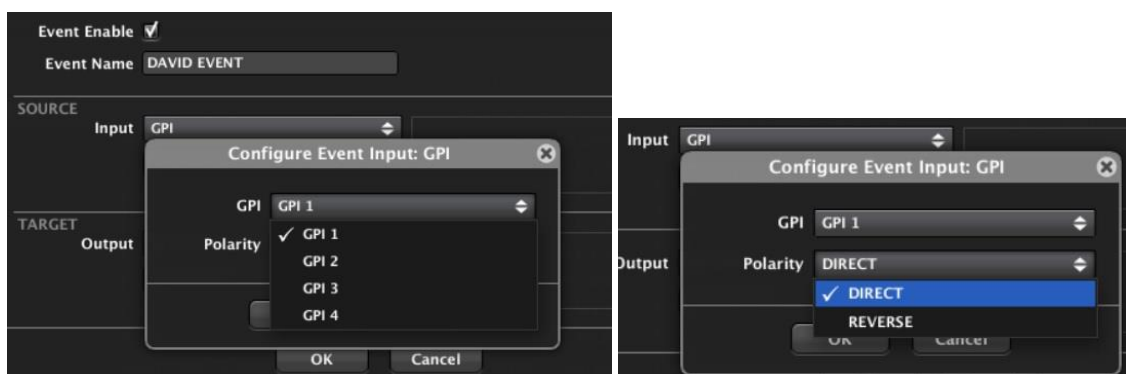 Event Enable
Event Name DAVID EVENT
SOURCE
Input GPI
Configure Event Input: GPI
GPI GPI 1
TARGET
Output Polarity
GPI 1
GPI 2
GPI 3
GPI 4
OK Cancel
Input GPI
Configure Event Input: GPI
GPI GPI 1
Output Polarity DIRECT
DIRECT
REVERSE
OK Cancel